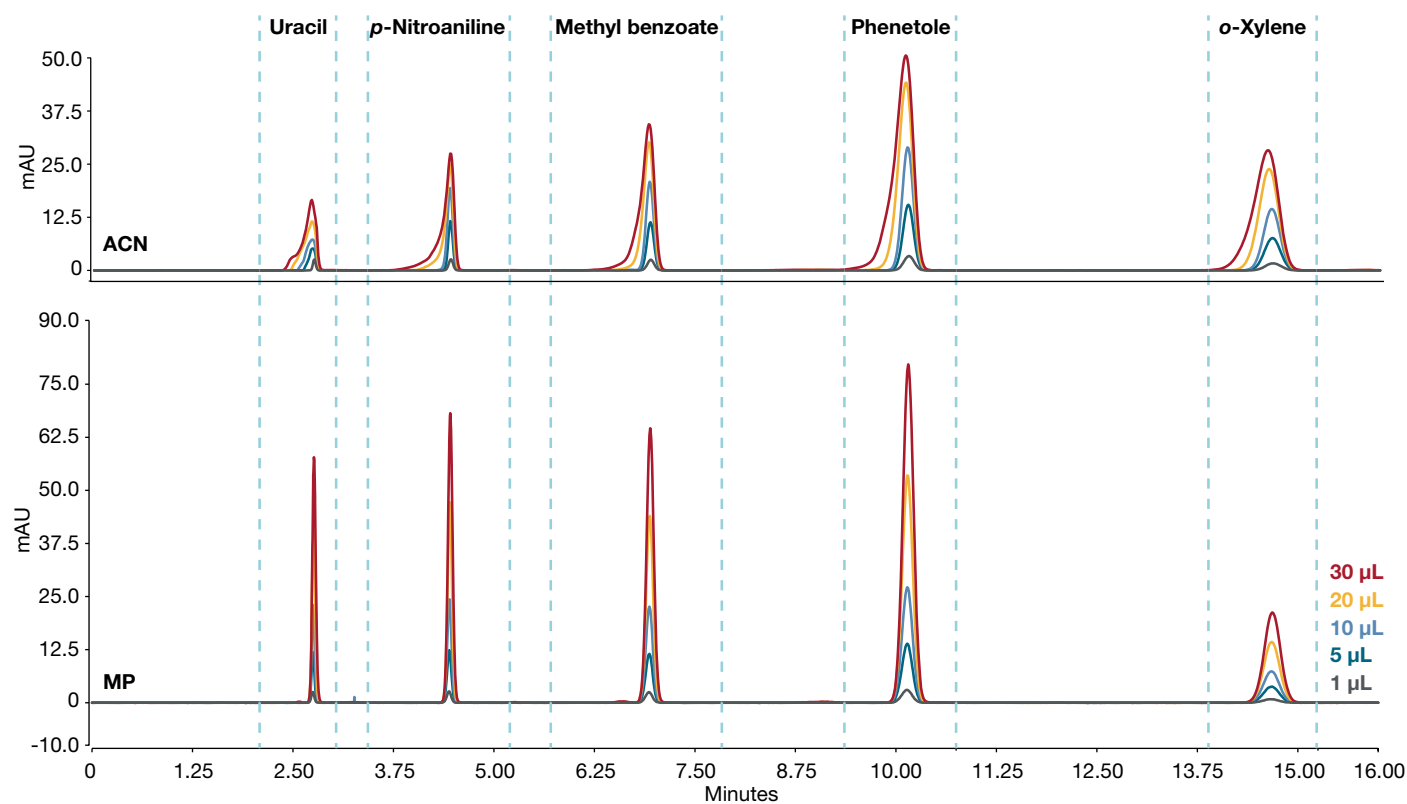 Uracil p-Nitroaniline Methyl benzoate Phenetole o-Xylene
50.0
37.5
25.0
12.5
0
mAU
ACN
90.0
75.0
62.5
50.0
37.5
25.0
12.5
0
-10.0
mAU
MP
30 µL
20 µL
10 µL
5 µL
1 µL
0 1.25 2.50 3.75 5.00 6.25 7.50 8.75 10.00 11.25 12.50 13.75 15.00 16.00
Minutes